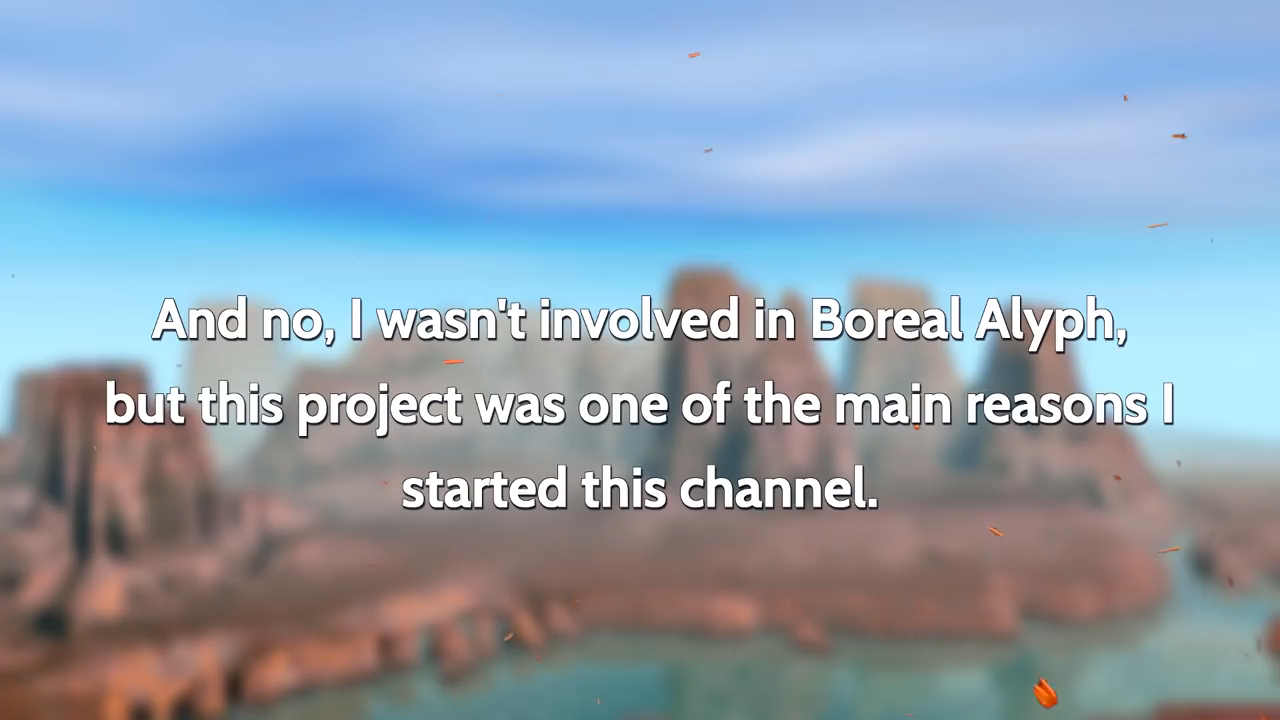 And no, I wasn't involved in Boreal Alyph,
but this project was one of the main reasons I
started this channel.